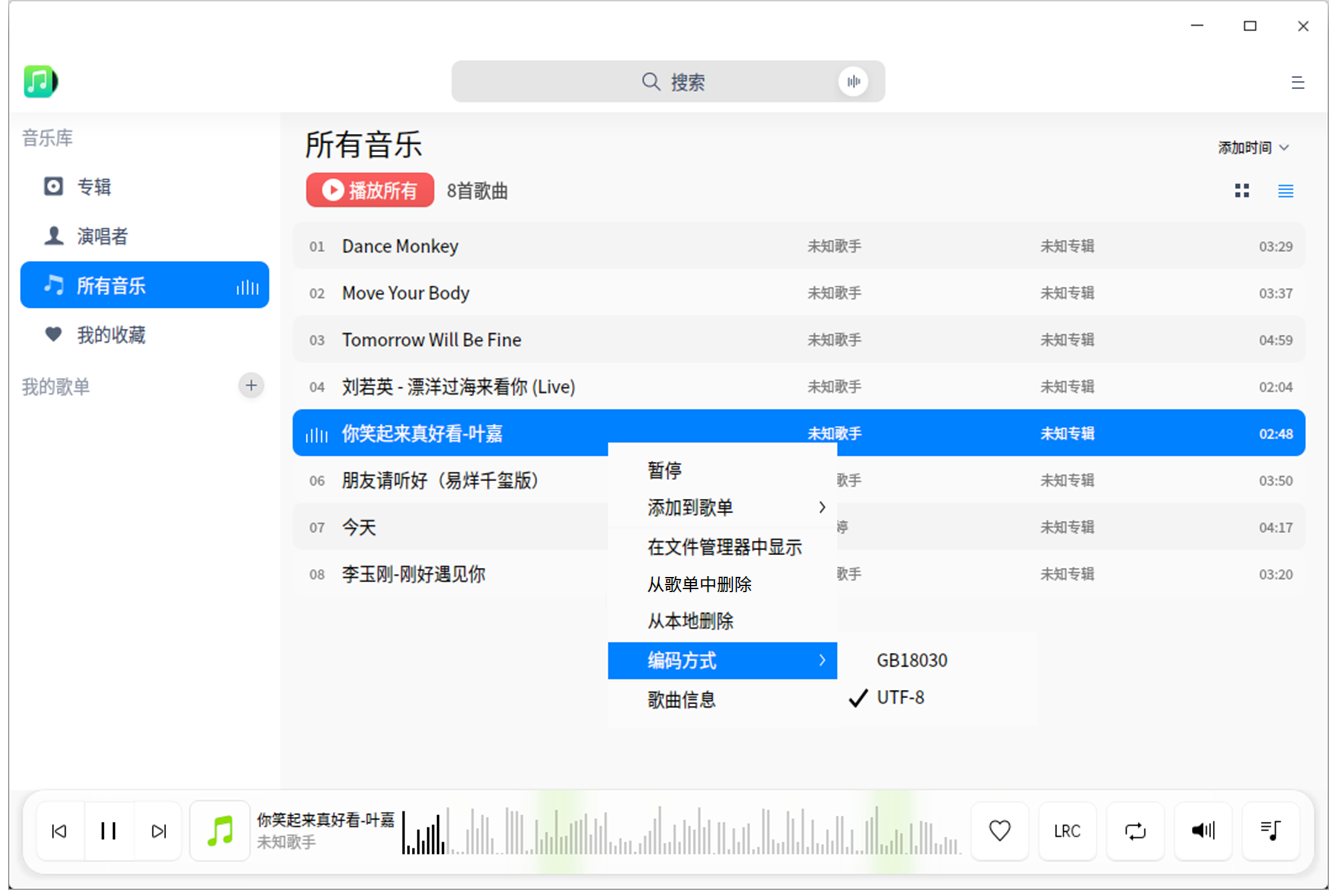 搜索
音乐库
专辑
演唱者
所有音乐
我的收藏
我的歌单
所有音乐
添加时间
播放所有 8首歌曲
01 Dance Monkey 未知歌手 未知专辑 03:29
02 Move Your Body 未知歌手 未知专辑 03:37
03 Tomorrow Will Be Fine 未知歌手 未知专辑 04:59
04 刘若英 - 漂洋过海来看你 (Live) 未知歌手 未知专辑 02:04
你笑起来真好看-叶嘉 未知歌手 未知专辑 02:48
06 朋友请听好（易烊千玺版） 歌手 未知专辑 03:50
07 今天 停 未知专辑 04:17
08 李玉刚-刚好遇见你 歌手 未知专辑 03:20
暂停
添加到歌单
在文件管理器中显示
从歌单中删除
从本地删除
编码方式
歌曲信息
GB18030
UTF-8
你笑起来真好看-叶嘉
未知歌手
LRC